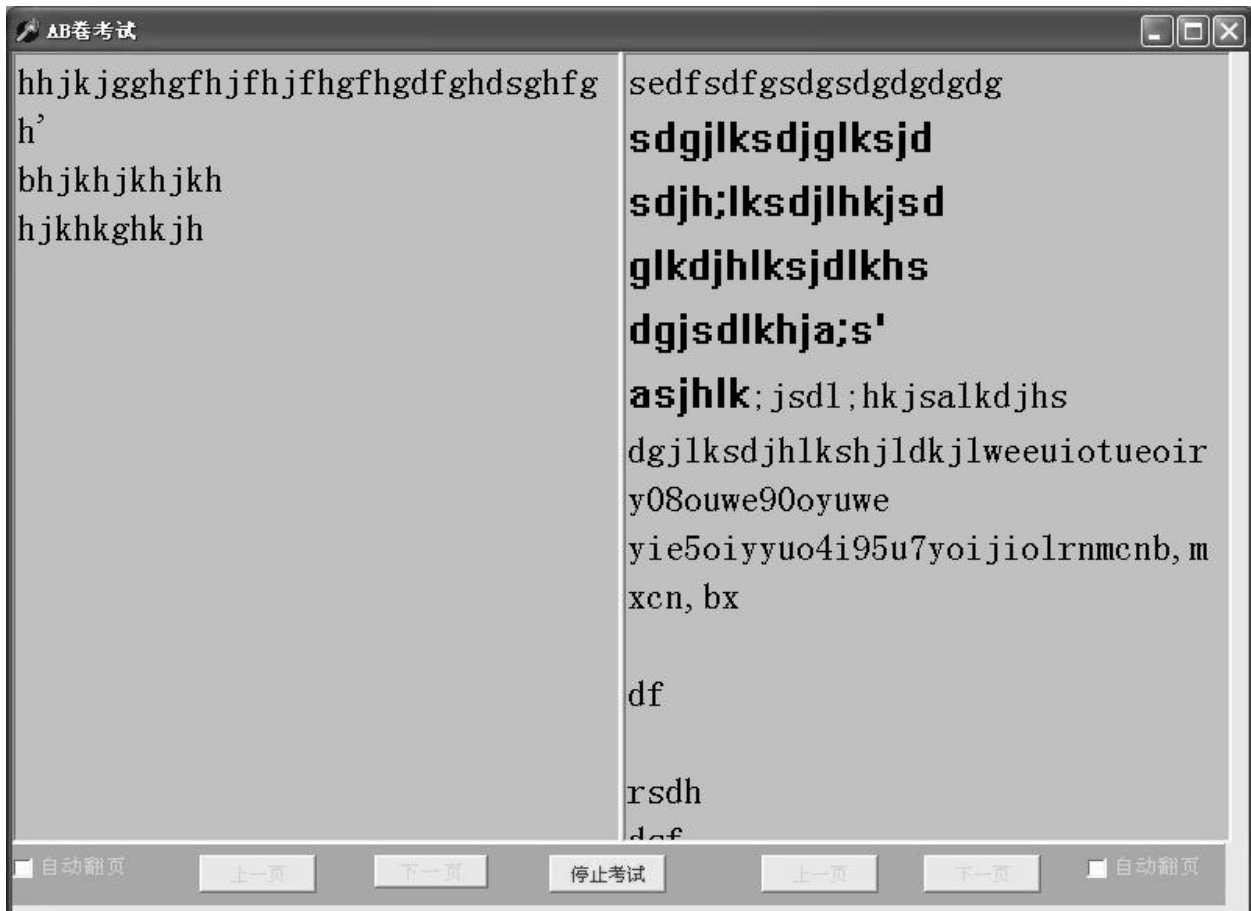 AB卷考试
hhjkjgghgfhjfhjfhgfhgdfghdsghfg
h'
bhjkhjkhjkh
hjkhkghkjh
sedfsdfgsdgsdgdgdgdg
sdgjlksdjglksjd
sdjh;lksdjlhkjsd
glkdjhlksjdlkhs
dgjsdlkhja;s'
asjhlk;jsdl;hkjsalkdjhs
dgjlksdjhlkshjldkjlweeuiotueoir
y08ouwe90oyuwe
yie5oiyyuo4i95u7yoijiolrnmcnb,m
xcn,bx
df
rsdh
自动翻页 上一页 下一页 停止考试 上一页 下一页 自动翻页